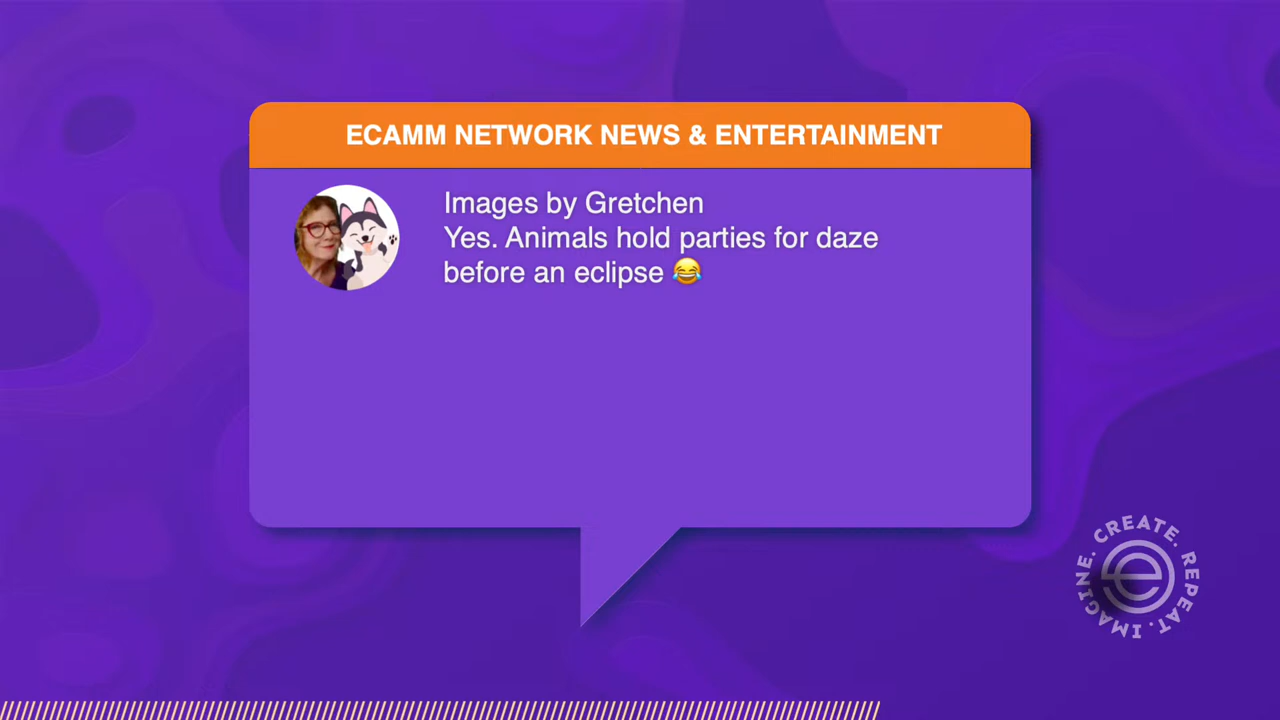 ECAMM NETWORK NEWS & ENTERTAINMENT
Images by Gretchen
Yes. Animals hold parties for daze
before an eclipse 😂
IMAGINE. CREATE. REPEAT.